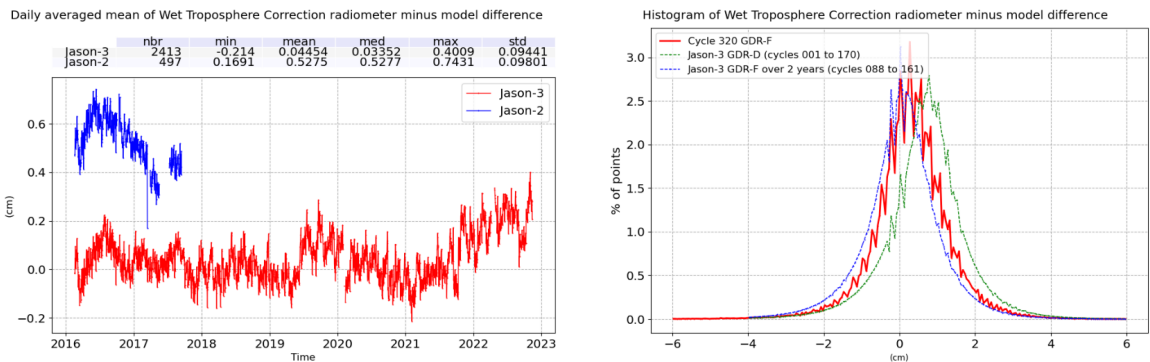 Daily averaged mean of Wet Troposphere Correction radiometer minus model difference
nbr min mean med max std
Jason-3 2413 -0.214 0.04454 0.03352 0.4009 0.09441
Jason-2 497 0.1691 0.5275 0.5277 0.7431 0.09801
Jason-3
Jason-2
0.6
0.4
0.2
0.0
−0.2
(cm)
2016 2017 2018 2019 2020 2021 2022 2023
Time
Histogram of Wet Troposphere Correction radiometer minus model difference
Cycle 320 GDR-F
Jason-3 GDR-D (cycles 001 to 170)
Jason-3 GDR-F over 2 years (cycles 088 to 161)
3.0
2.5
2.0
1.5
1.0
0.5
0.0
% of points
−6 −4 −2 0 2 4 6
(cm)